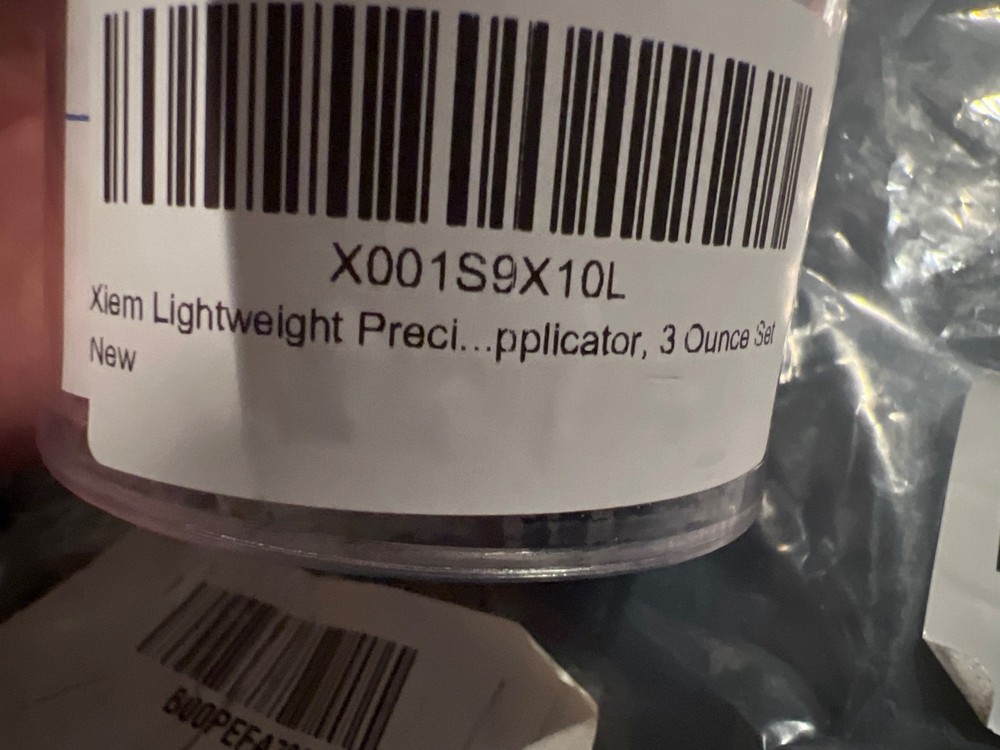 X001S9X10L
Xiem Lightweight Preci...pplicator, 3 Ounce Set
New